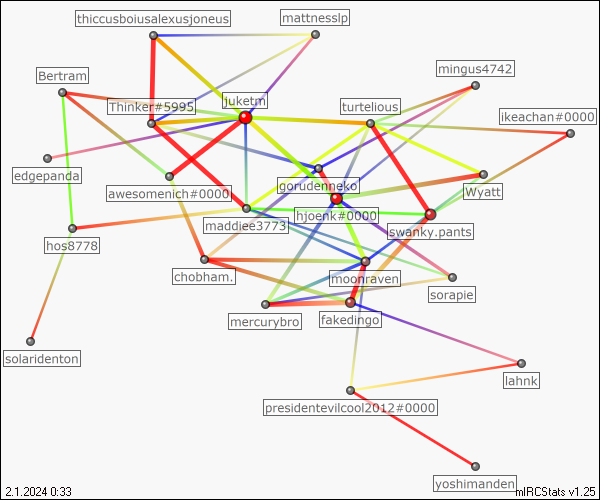 thiccusboiusalexusjoneus
mattnesslp
mingus4742
Bertram
Thinker#5995
juketm
turtelious
ikeachan#0000
edgepanda
awesomenich#0000
gorudenneko
Wyatt
maddiee3773
hjoenk#0000
swanky.pants
hos8778
chobham.
moonraven
sorapie
mercurybro
fakedingo
solaridenton
lahnk
presidentevilcool2012#0000
yoshimanden
2.1.2024 0:33
mIRCStats v1.25